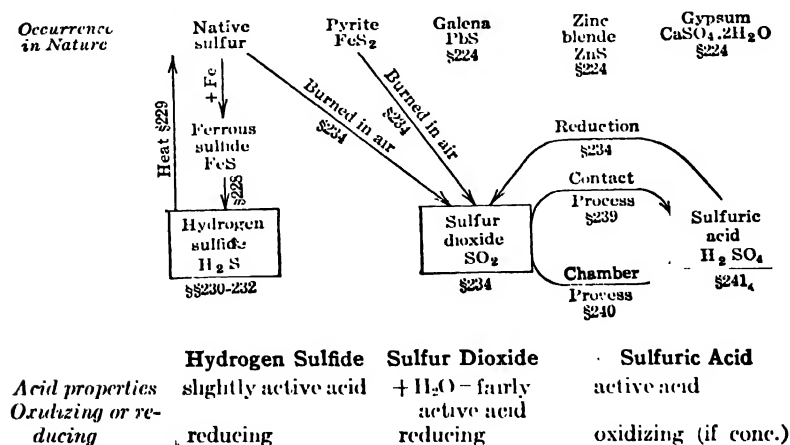 Occurrence
in Nature
Native
sulfur
Pyrite
FeS₂
Galena
PbS
§224
Zinc
blende
ZnS
§224
Gypsum
CaSO₄.2H₂O
§224
Heat §229
+Fe
Ferrous
sulfide
FeS
§228
Hydrogen
sulfide
H₂S
§§230-232
Burned in air
§234
Burned in air
§234
Sulfur
dioxide
SO₂
§234
Reduction
§234
Contact
Process
§239
Chamber
Process
§240
Sulfuric
acid
H₂SO₄
§241
Hydrogen Sulfide Sulfur Dioxide Sulfuric Acid
Acid properties slightly active acid +H₂O–fairly active acid
active acid
Oxidizing or re-
ducing reducing reducing oxidizing (if conc.)